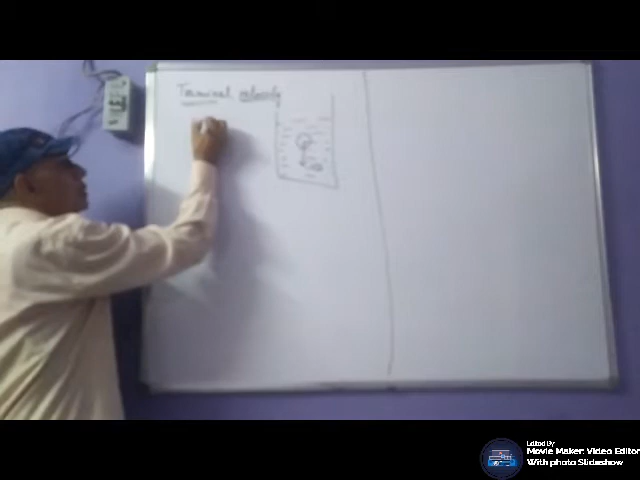 Terminal velocity
Edited By
Movie Maker: Video Editor
With photo Slideshow